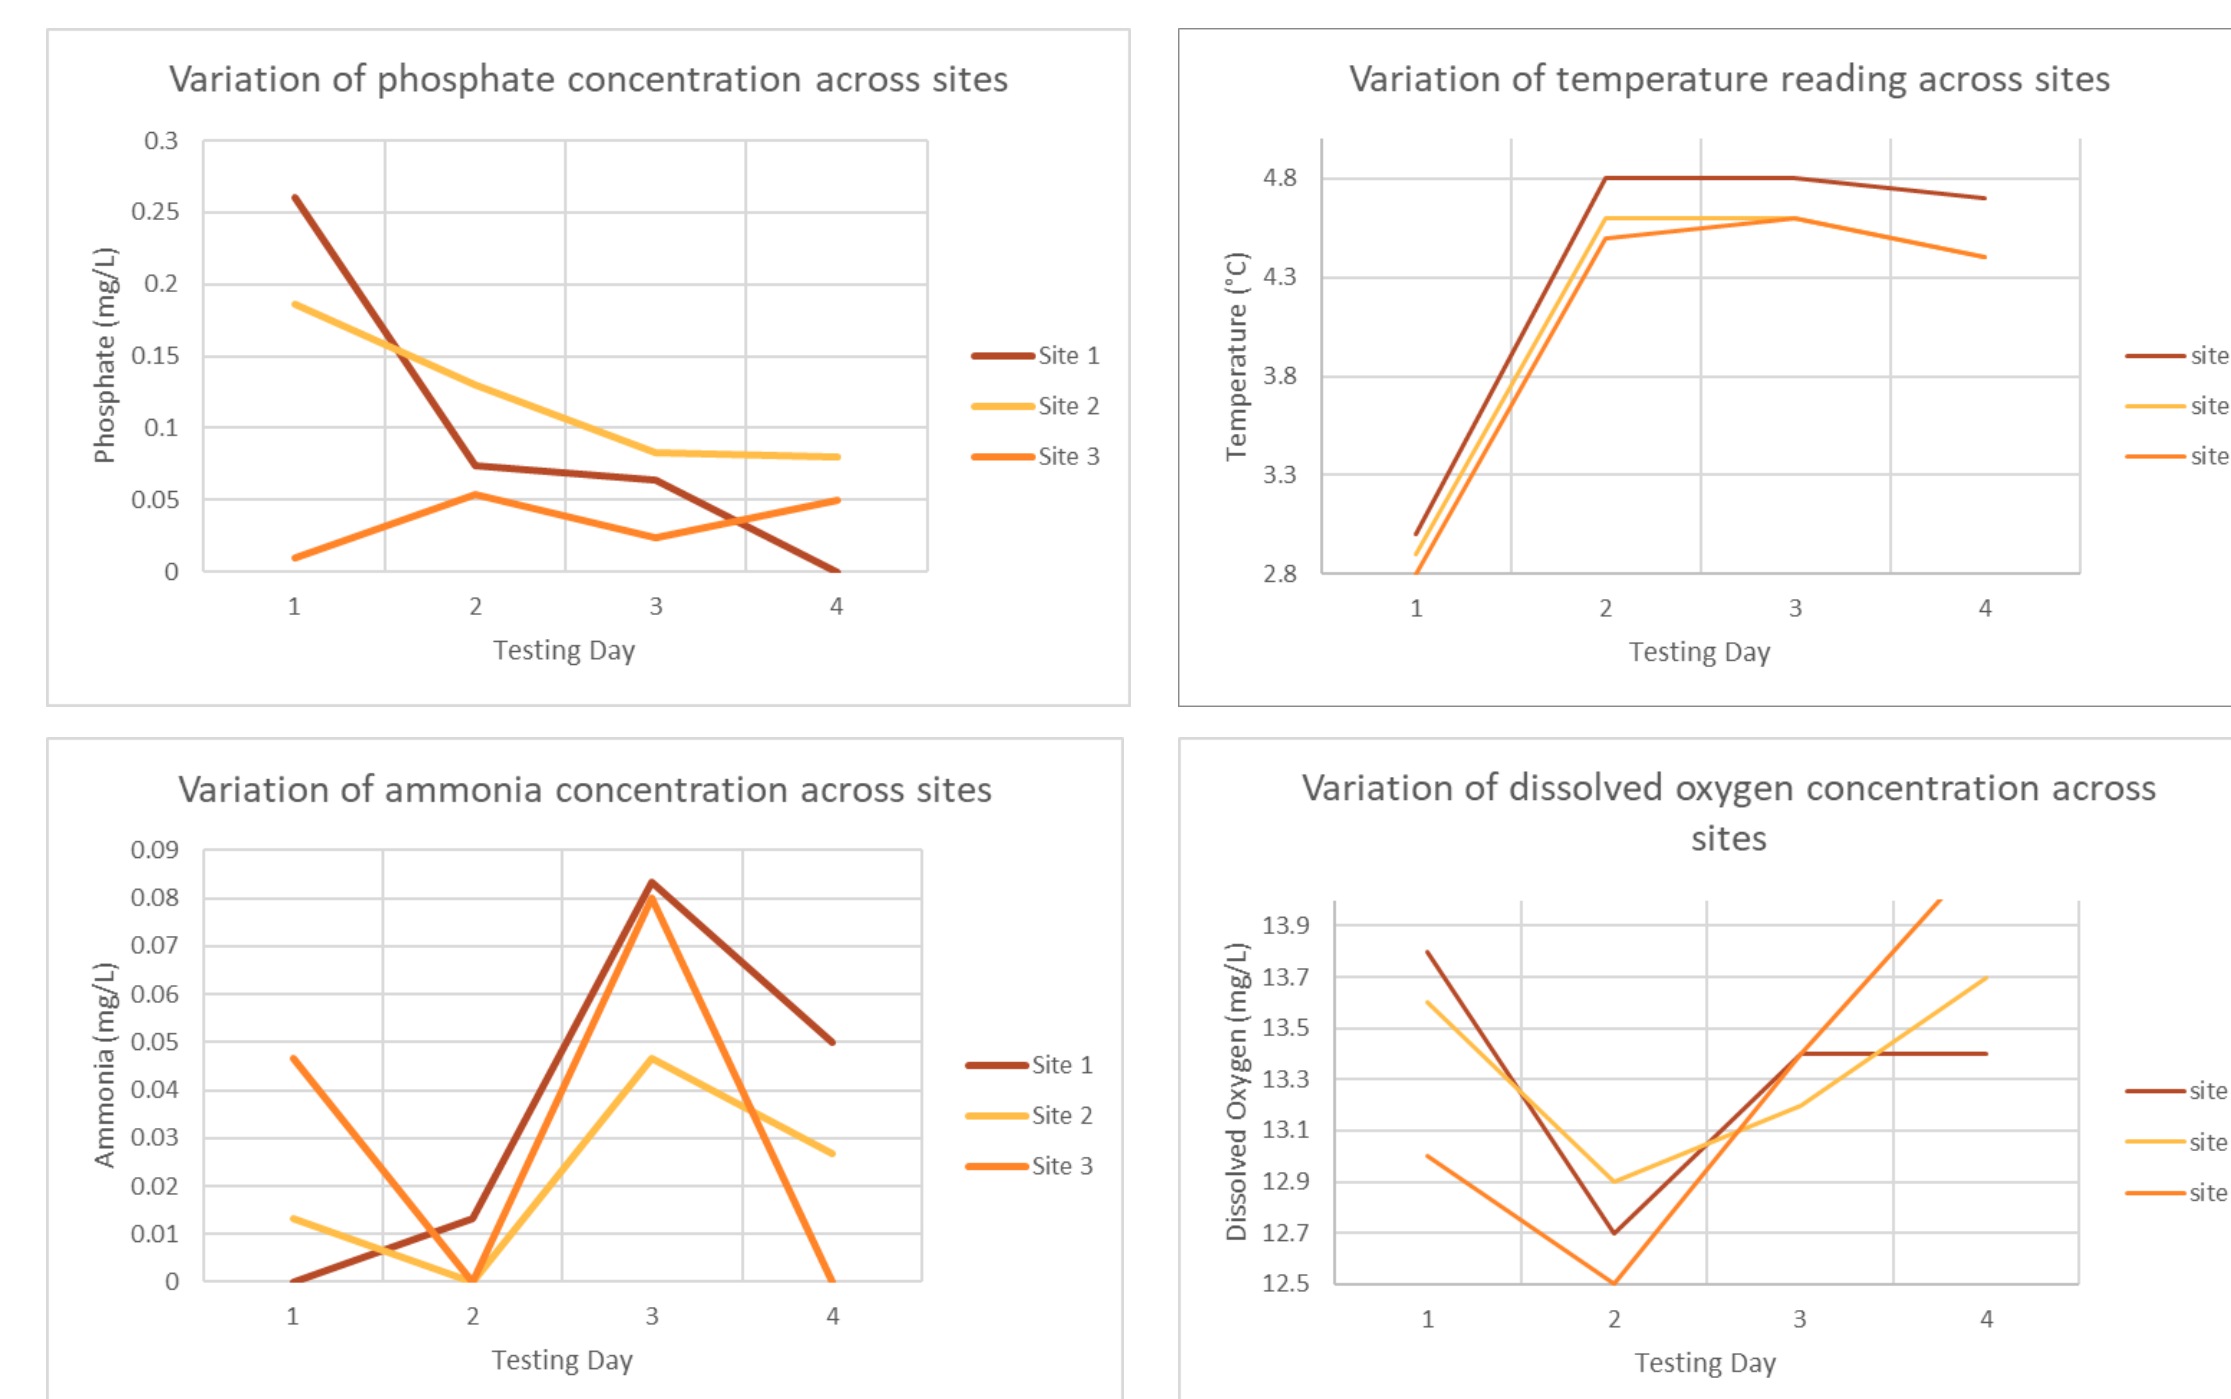 Variation of phosphate concentration across sites
0.3
0.25
0.2
0.15
0.1
0.05
0
Phosphate (mg/L)
1 2 3 4
Testing Day
Site 1
Site 2
Site 3
Variation of temperature reading across sites
4.8
4.3
3.8
3.3
2.8
Temperature (°C)
1 2 3 4
Testing Day
site
site
site
Variation of ammonia concentration across sites
0.09
0.08
0.07
0.06
0.05
0.04
0.03
0.02
0.01
0
Ammonia (mg/L)
1 2 3 4
Testing Day
Site 1
Site 2
Site 3
Variation of dissolved oxygen concentration across
sites
13.9
13.7
13.5
13.3
13.1
12.9
12.7
12.5
Dissolved Oxygen (mg/L)
1 2 3 4
Testing Day
site
site
site